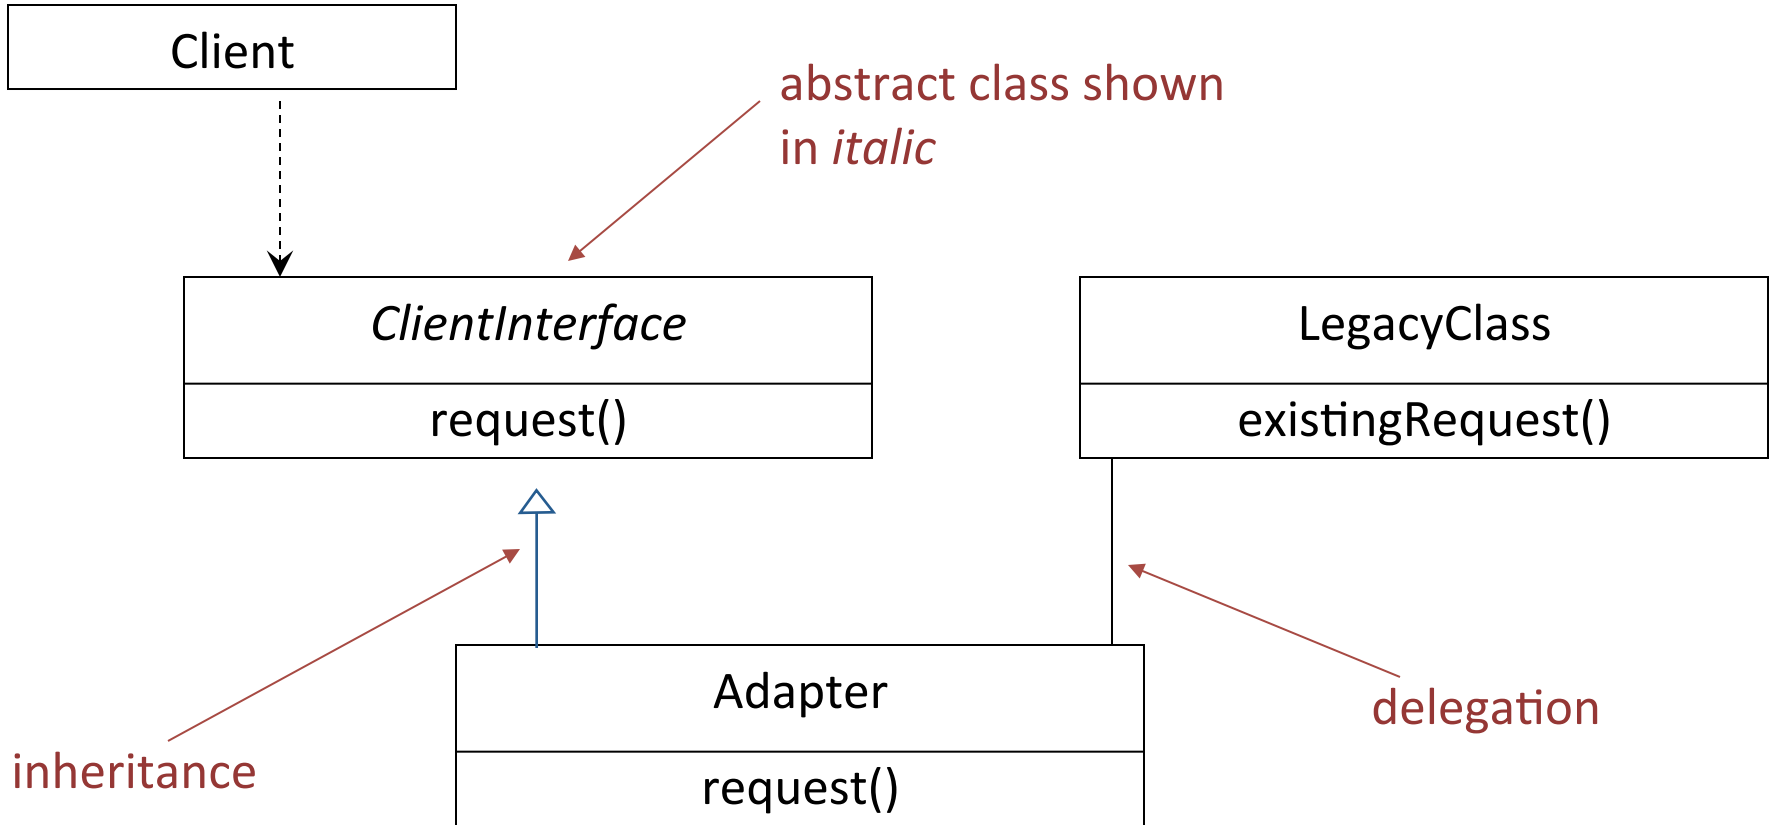 Client
abstract class shown
in italic
ClientInterface
request()
LegacyClass
existingRequest()
Adapter
request()
inheritance
delegation